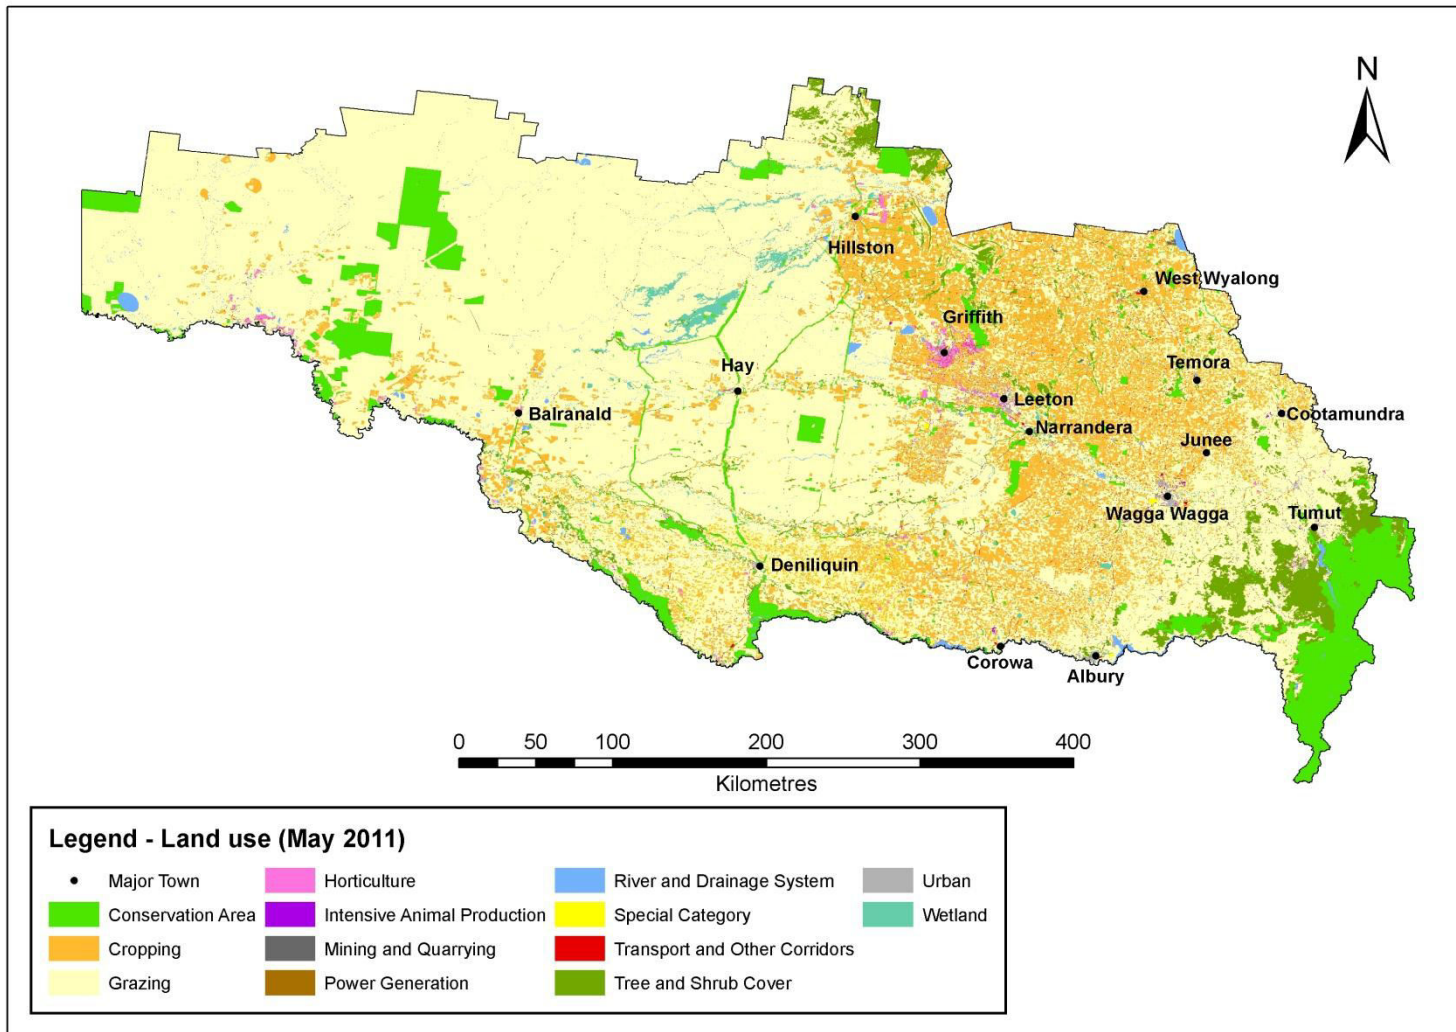 N
Hillston
West Wyalong
Griffith
Temora
Hay
Leeton
Balranald
Cootamundra
Narrandera
Junee
Wagga Wagga
Tumut
Deniliquin
Corowa
Albury
0 50 100 200 300 400
Kilometres
Legend - Land use (May 2011)
Major Town
Conservation Area
Cropping
Grazing
Horticulture
Intensive Animal Production
Mining and Quarrying
Power Generation
River and Drainage System
Special Category
Transport and Other Corridors
Tree and Shrub Cover
Urban
Wetland